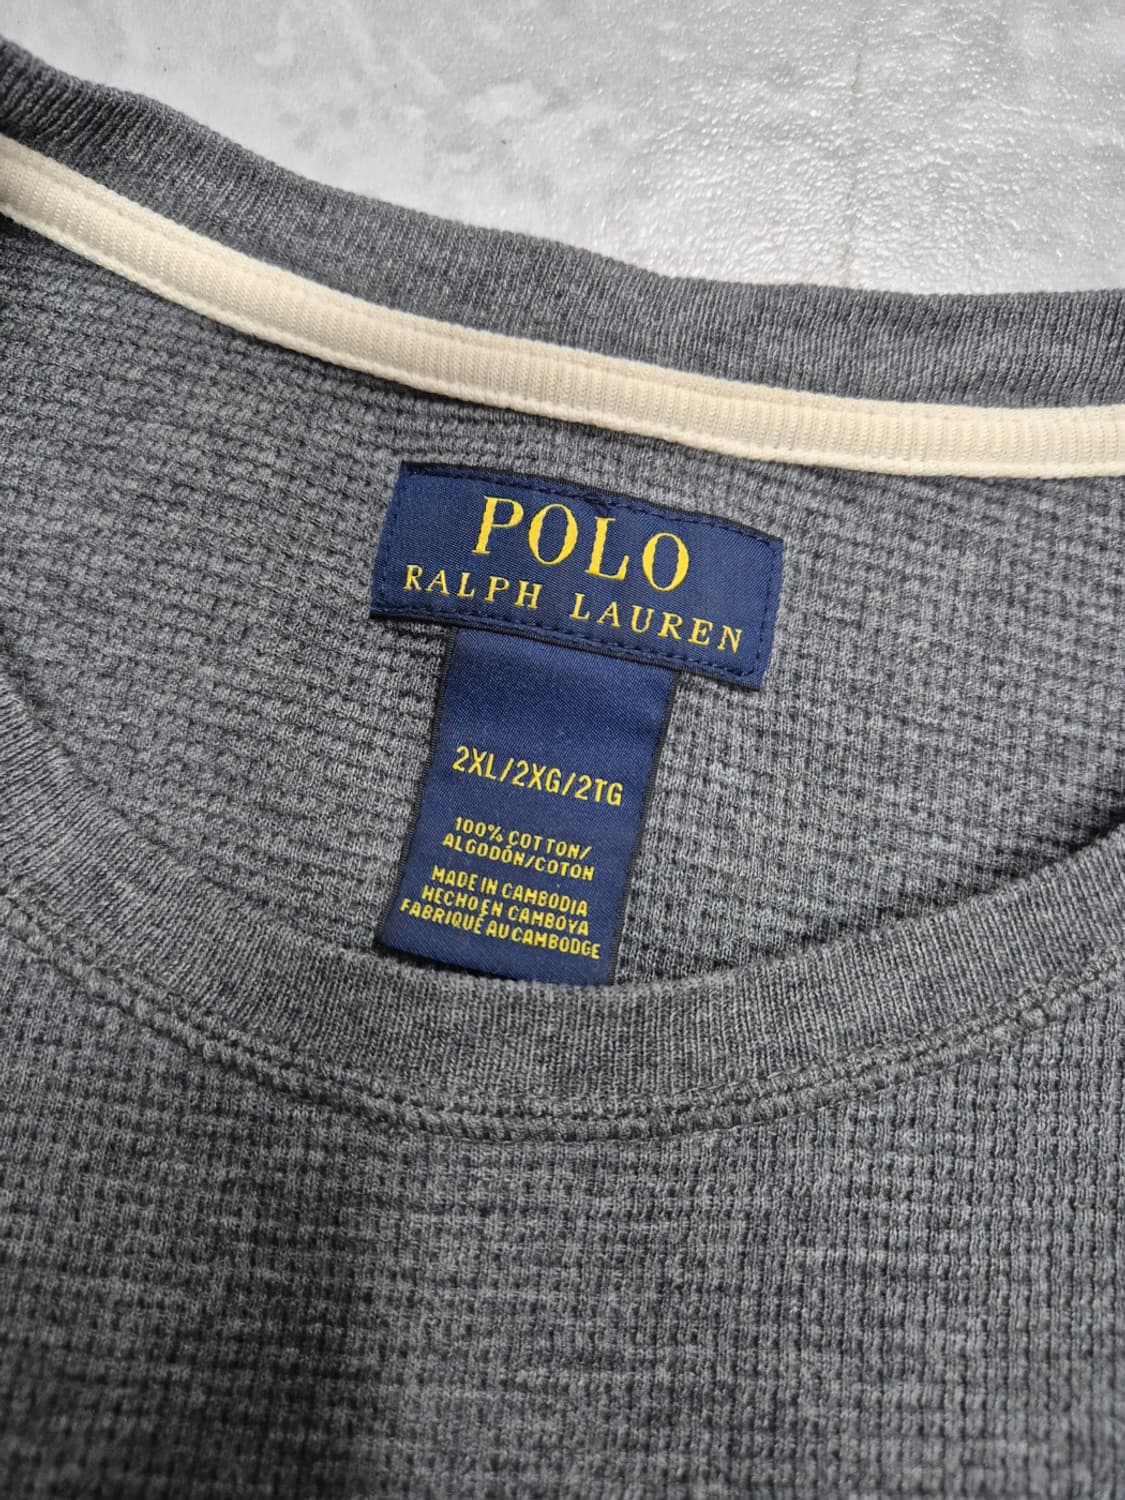 POLO
RALPH LAUREN
2XL/2XG/2TG
100% COTTON/
ALGODÓN/COTON
MADE IN CAMBODIA
HECHO EN CAMBOYA
FABRIQUÉ AU CAMBODGE